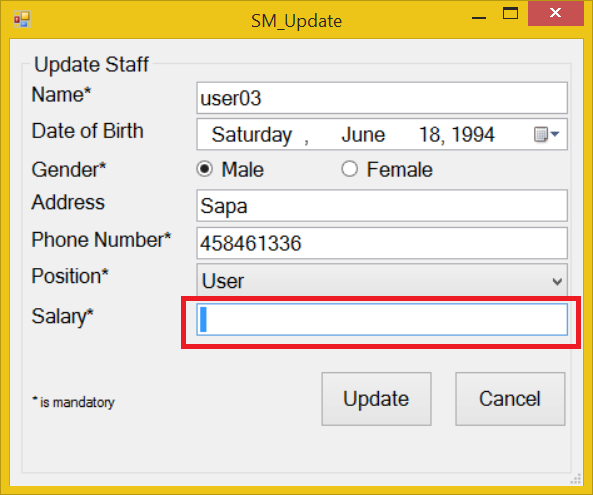 SM_Update
Update Staff
Name* user03
Date of Birth Saturday , June 18, 1994
Gender* Male Female
Address Sapa
Phone Number* 458461336
Position* User
Salary*
* is mandatory Update Cancel